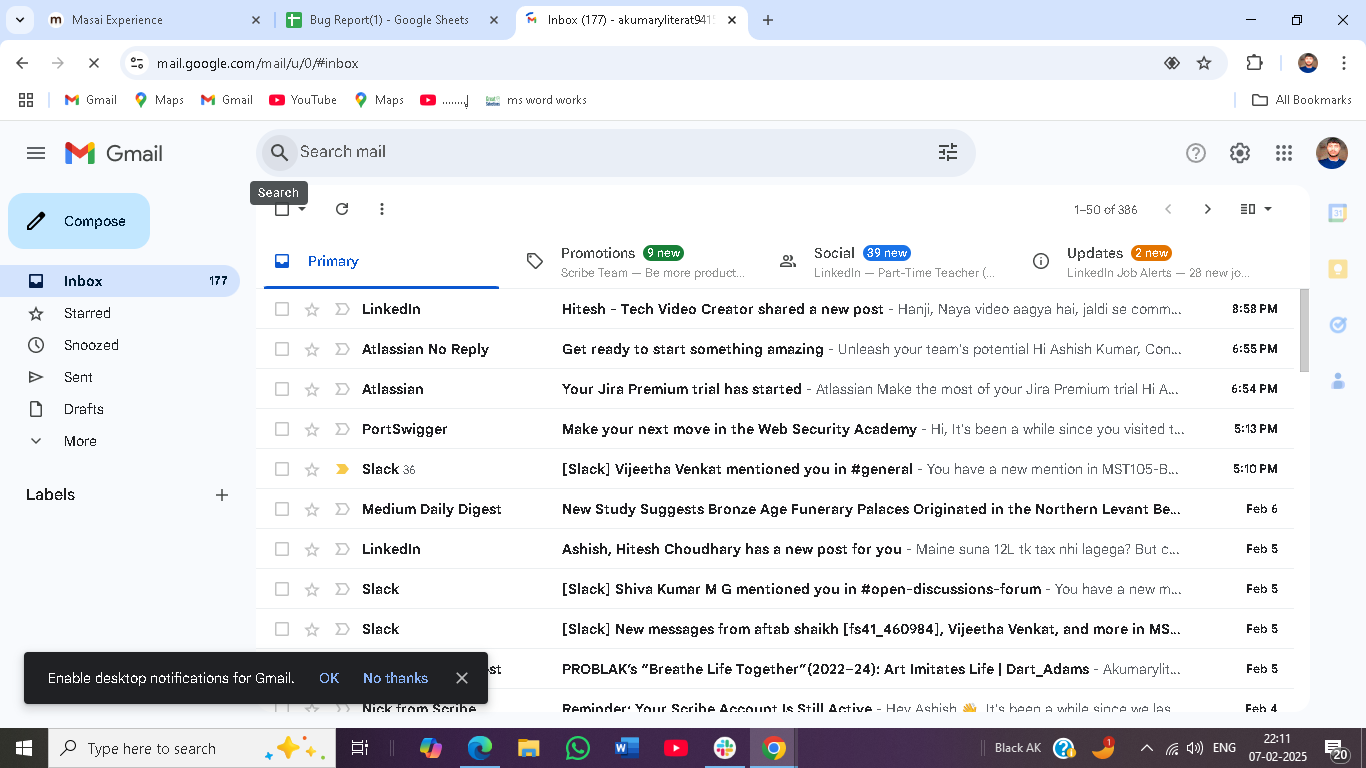 Masai Experience
Bug Report(1) - Google Sheets
Inbox (177) - akumaryliterat941
mail.google.com/mail/u/0/#inbox
Gmail
Maps
Gmail
YouTube
Maps
ms word works
All Bookmarks
Gmail
Search mail
Search
Compose
1–50 of 386
Primary
Promotions 9 new
Scribe Team — Be more product...
Social 39 new
LinkedIn — Part-Time Teacher (...
Updates 2 new
LinkedIn Job Alerts — 28 new jo...
Inbox 177
Starred
Snoozed
Sent
Drafts
More
Labels
LinkedIn Hitesh - Tech Video Creator shared a new post - Hanji, Naya video aagya hai, jaldi se comm... 8:58 PM
Atlassian No Reply Get ready to start something amazing - Unleash your team's potential Hi Ashish Kumar, Con... 6:55 PM
Atlassian Your Jira Premium trial has started - Atlassian Make the most of your Jira Premium trial Hi A... 6:54 PM
PortSwigger Make your next move in the Web Security Academy - Hi, It's been a while since you visited t... 5:13 PM
Slack 36 [Slack] Vijeetha Venkat mentioned you in #general - You have a new mention in MST105-B... 5:10 PM
Medium Daily Digest New Study Suggests Bronze Age Funerary Palaces Originated in the Northern Levant Be... Feb 6
LinkedIn Ashish, Hitesh Choudhary has a new post for you - Maine suna 12L tk tax nhi lagega? But c... Feb 5
Slack [Slack] Shiva Kumar M G mentioned you in #open-discussions-forum - You have a new m... Feb 5
Slack [Slack] New messages from aftab shaikh [fs41_460984], Vijeetha Venkat, and more in MS... Feb 5
PROBLAK's "Breathe Life Together"(2022–24): Art Imitates Life | Dart_Adams - Akumarylit... Feb 5
Nick from Scribe Reminder: Your Scribe Account Is Still Active - Hey Ashish 👋, It's been a while since we las... Feb 4
Enable desktop notifications for Gmail. OK No thanks
Type here to search
Black AK
1
ENG
22:11
07-02-2025
20